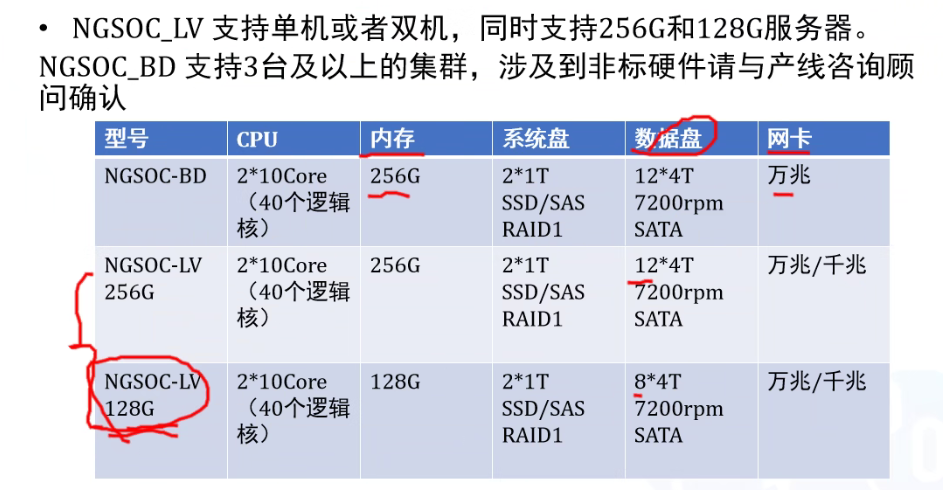 • NGSOC_LV 支持单机或者双机，同时支持256G和128G服务器。
NGSOC_BD 支持3台及以上的集群，涉及到非标硬件请与产线咨询顾
问确认
型号 CPU 内存 系统盘 数据盘 网卡
NGSOC-BD 2*10Core 256G 2*1T 12*4T 万兆
（40个逻辑 SSD/SAS 7200rpm
核） RAID1 SATA
NGSOC-LV 2*10Core 256G 2*1T 12*4T 万兆/千兆
256G （40个逻辑 SSD/SAS 7200rpm
核） RAID1 SATA
NGSOC-LV 2*10Core 128G 2*1T 8*4T 万兆/千兆
128G （40个逻辑 SSD/SAS 7200rpm
核） RAID1 SATA